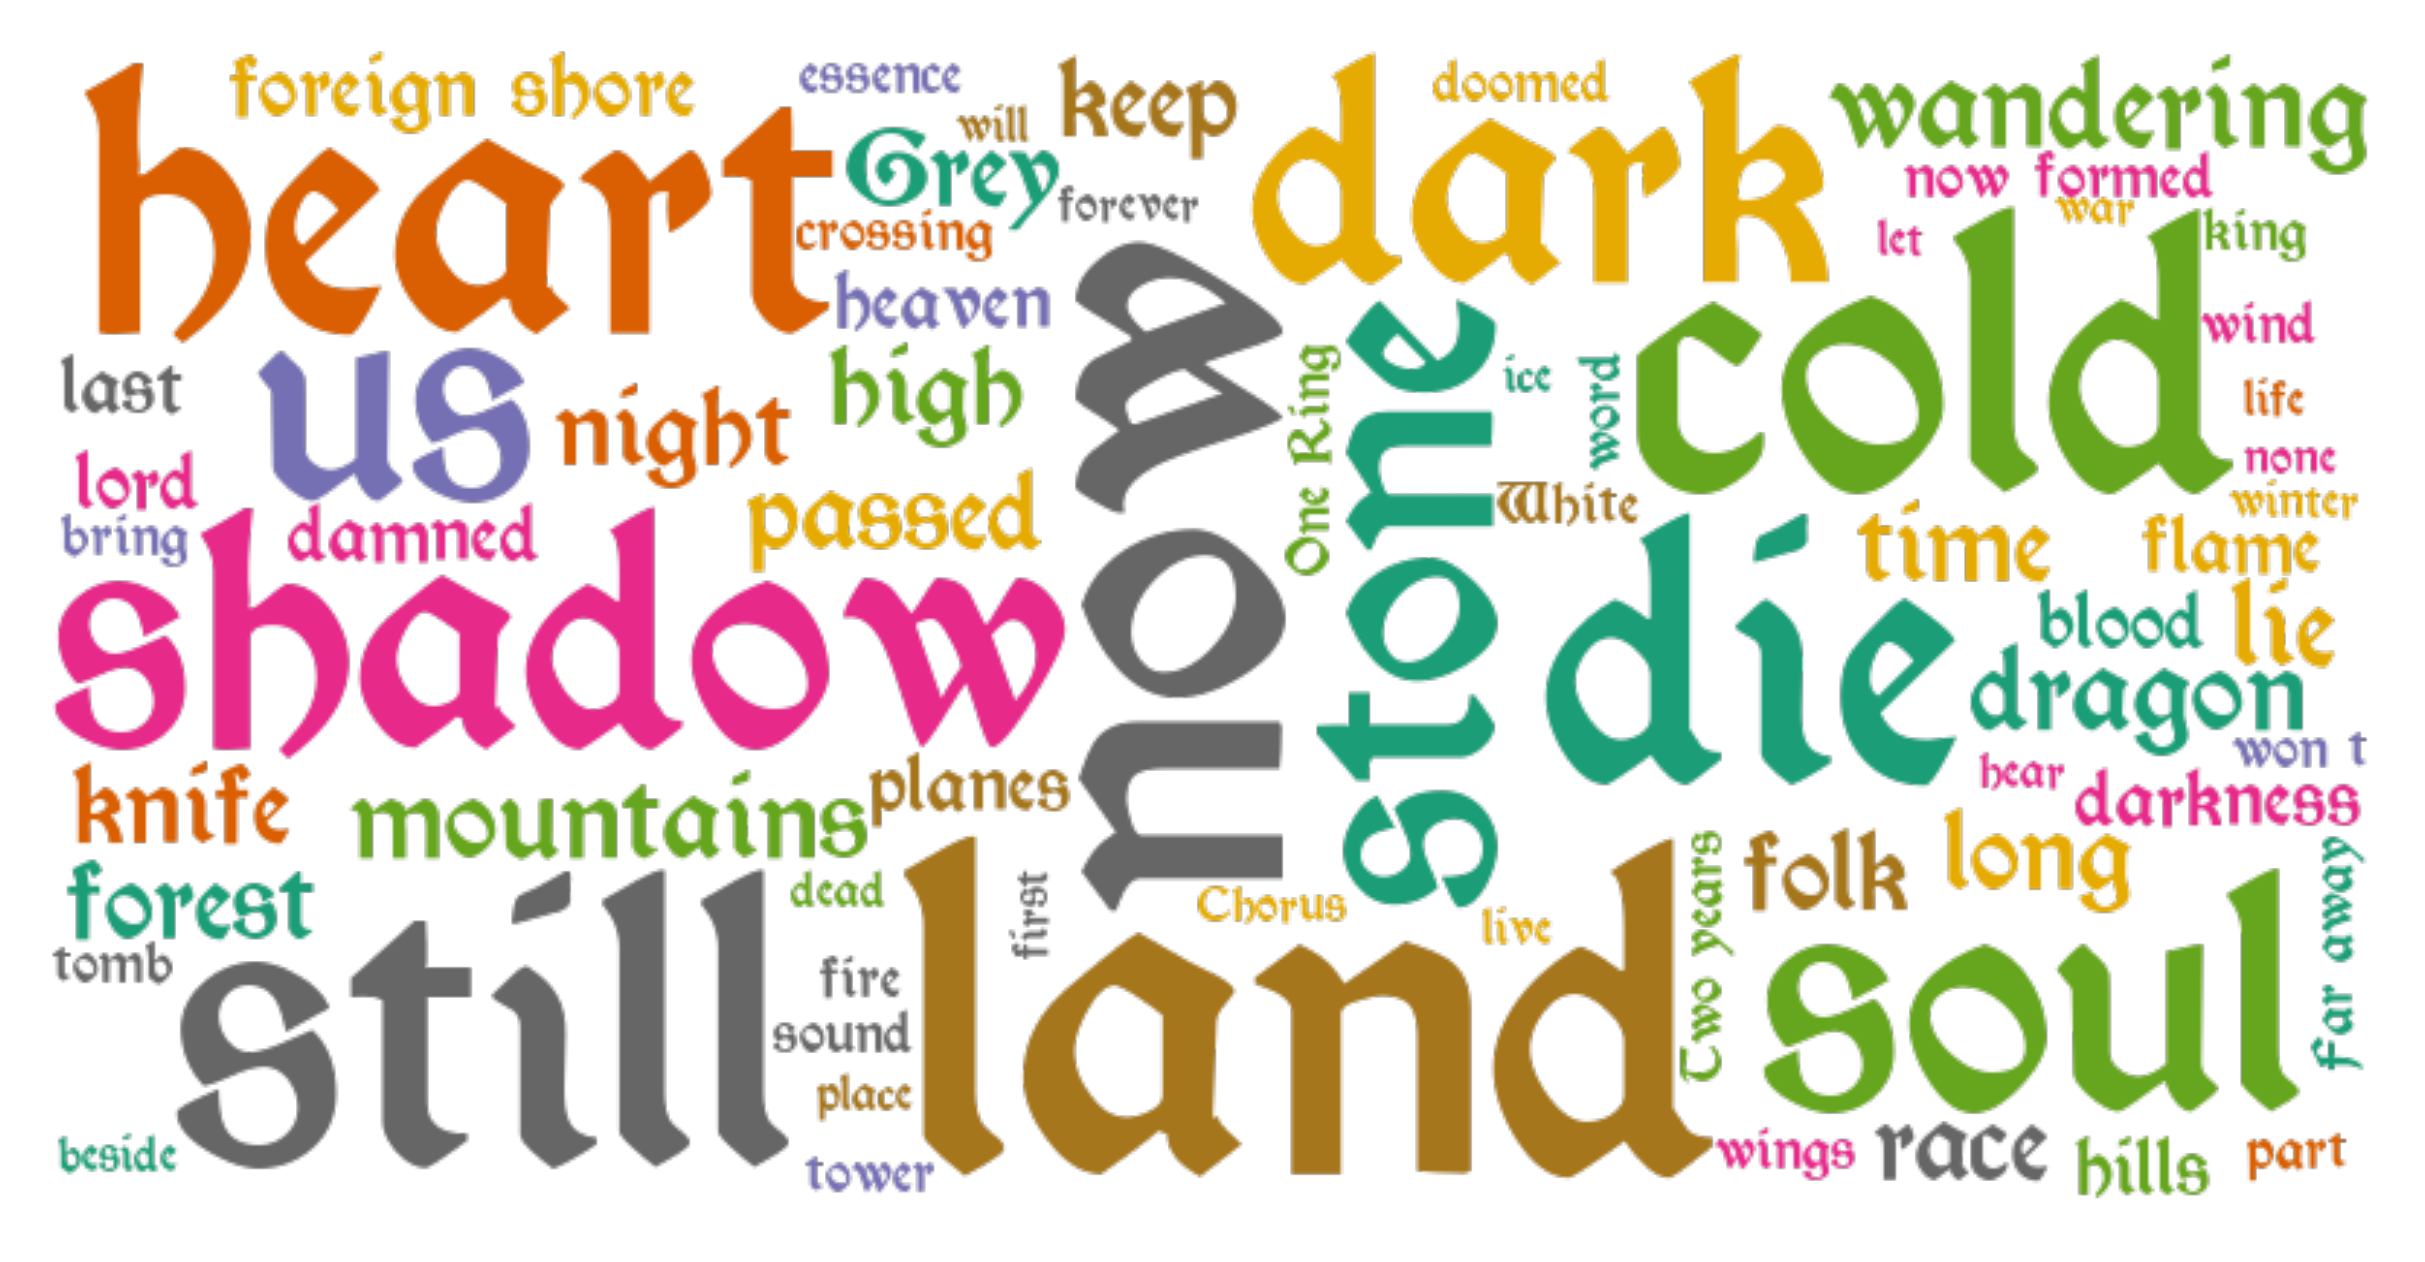 foreign shore
essence
keep
doomed
wandering
heart
will
Grey
forever
crossing
dark
now formed
war
let
king
heaven
now
cold
wind
last
us
night
high
One Ring
stone
ice
word
life
none
lord
bring
damned
passed
White
winter
time
flame
shadow
die
blood
lie
dragon
won t
hear
darkness
knife
mountains
planes
forest
dead
first
Chorus
live
Two years
folk
long
far away
tomb
still
fire
sound
place
land
soul
beside
tower
wings
race
hills
part